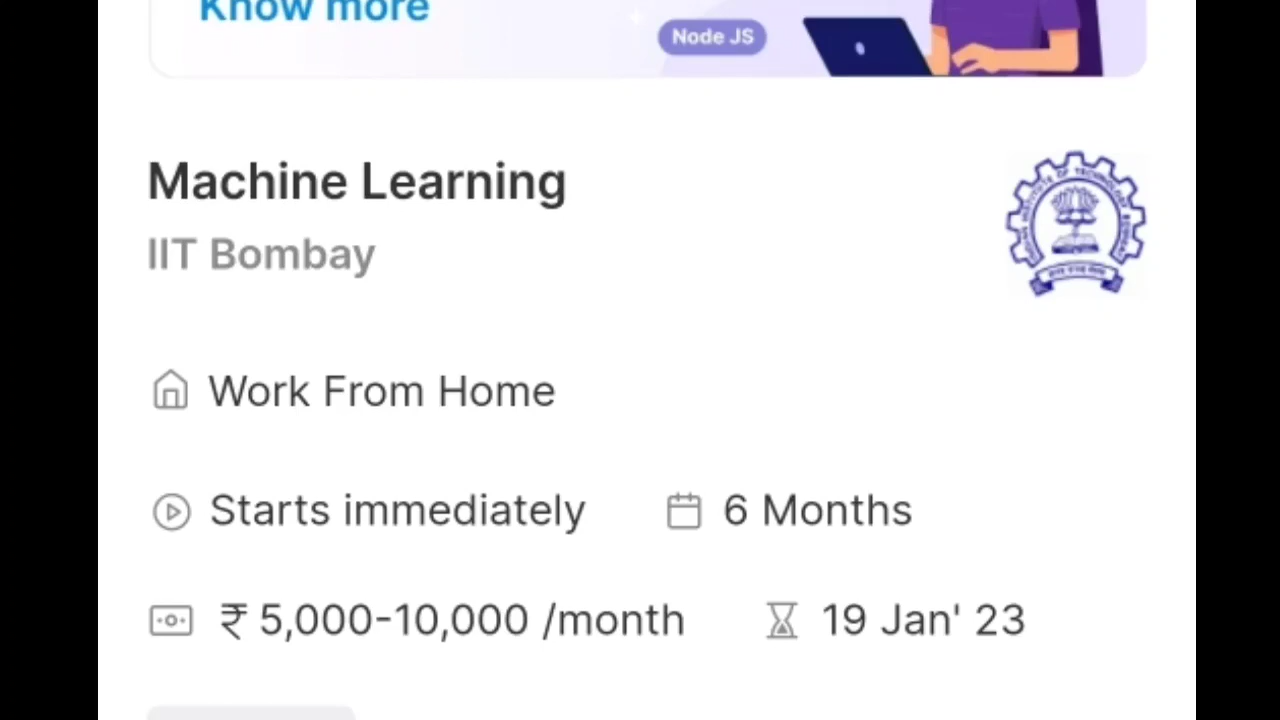 Know more
Node JS
Machine Learning
IIT Bombay
Work From Home
Starts immediately
6 Months
₹ 5,000-10,000 /month
19 Jan' 23